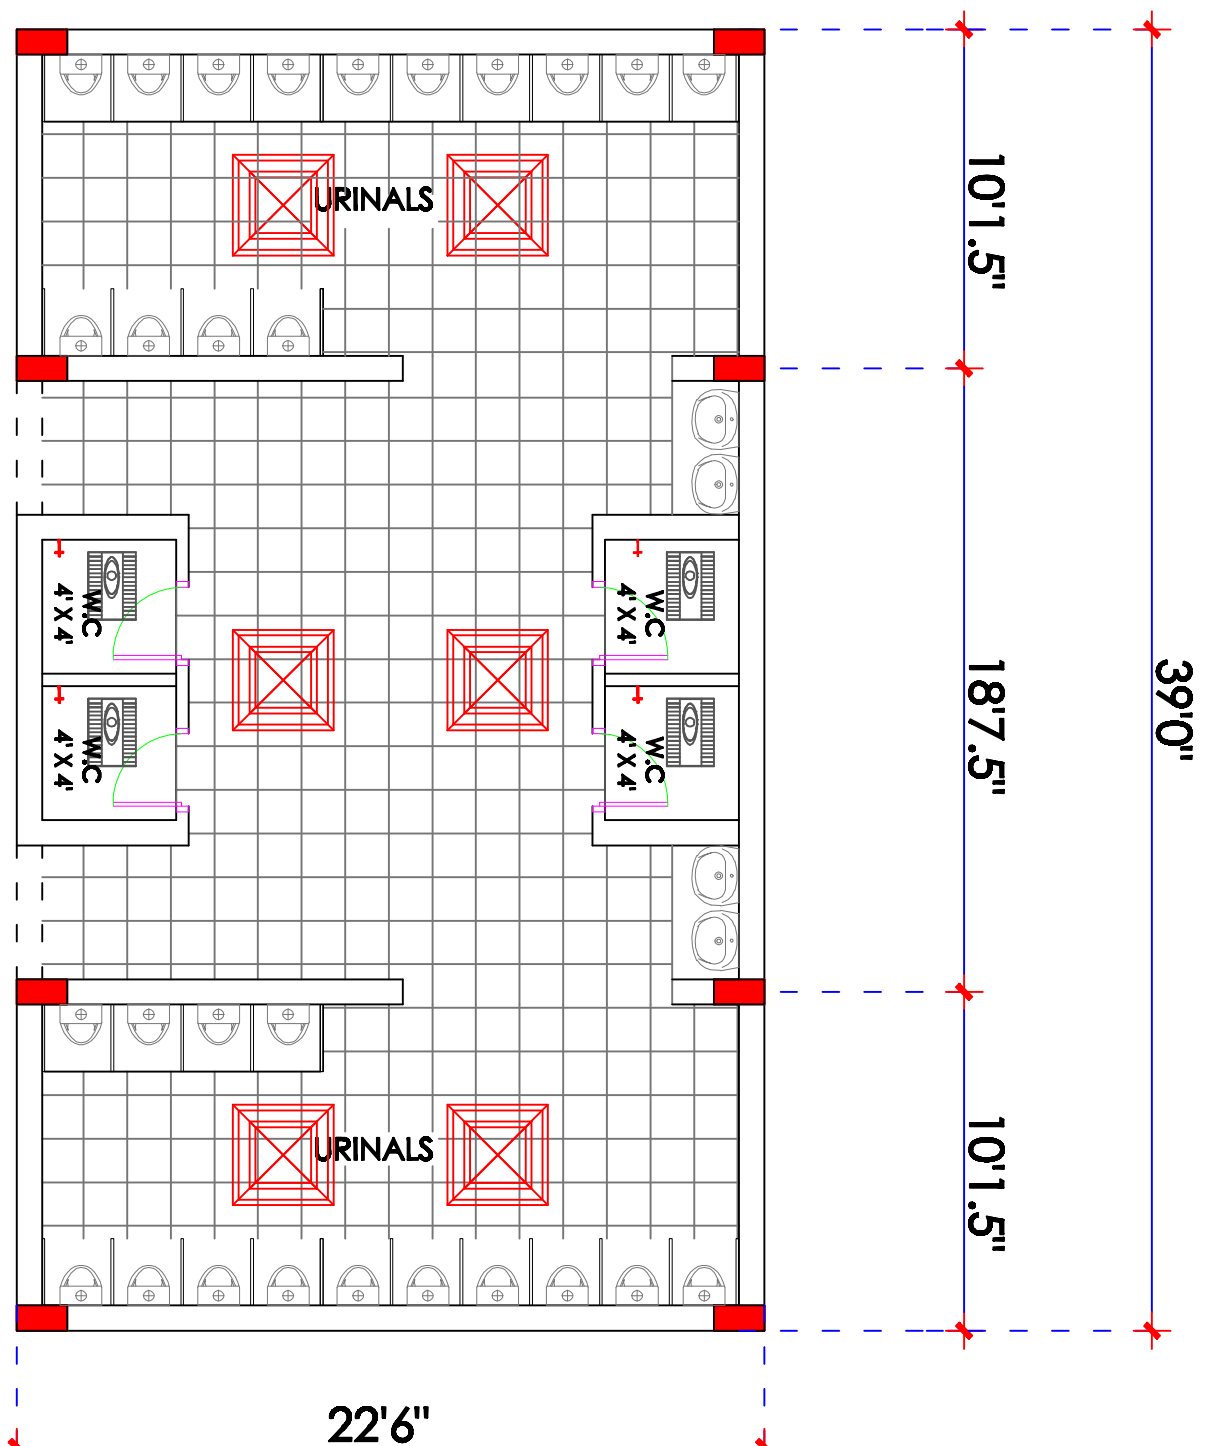 URINALS
10'1.5"
W.C
4' X 4'
W.C
4' X 4'
18'7.5"
39'0"
W.C
4' X 4'
W.C
4' X 4'
URINALS
10'1.5"
22'6"